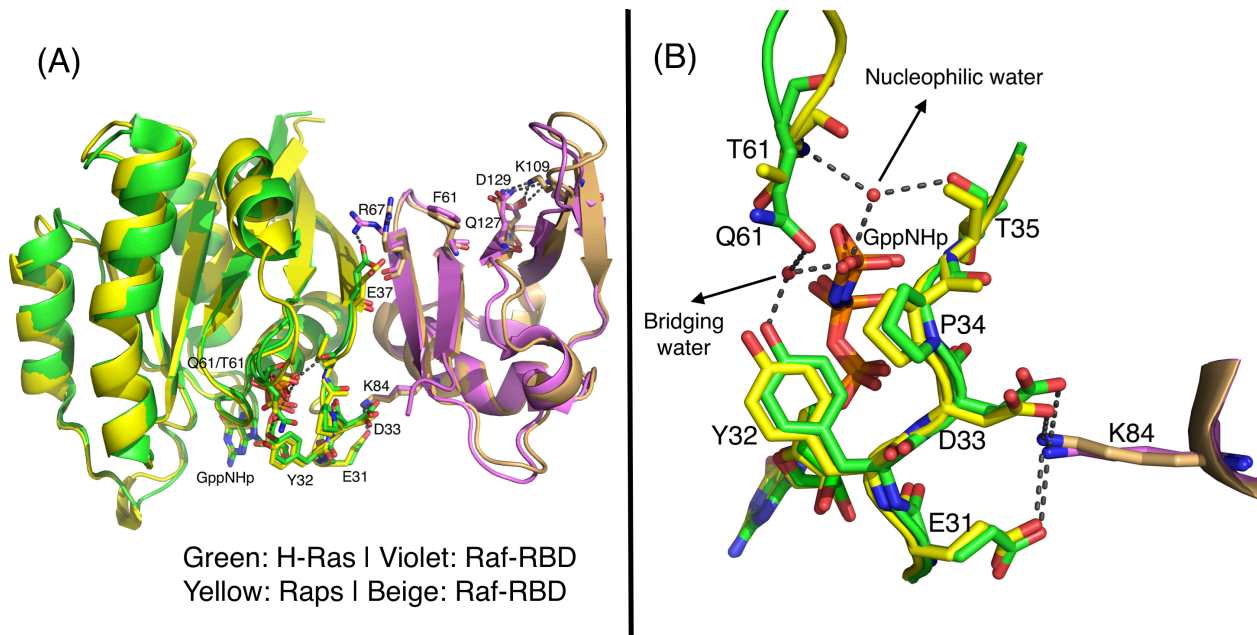 (A)
D129
K109
F61
R67
Q127
E37
Q61/T61
K84
D33
GppNHp
Y32
E31
Green: H-Ras | Violet: Raf-RBD
Yellow: Raps | Beige: Raf-RBD
(B)
Nucleophilic water
T61
Q61
GppNHp
T35
Bridging
water
P34
Y32
D33
K84
E31